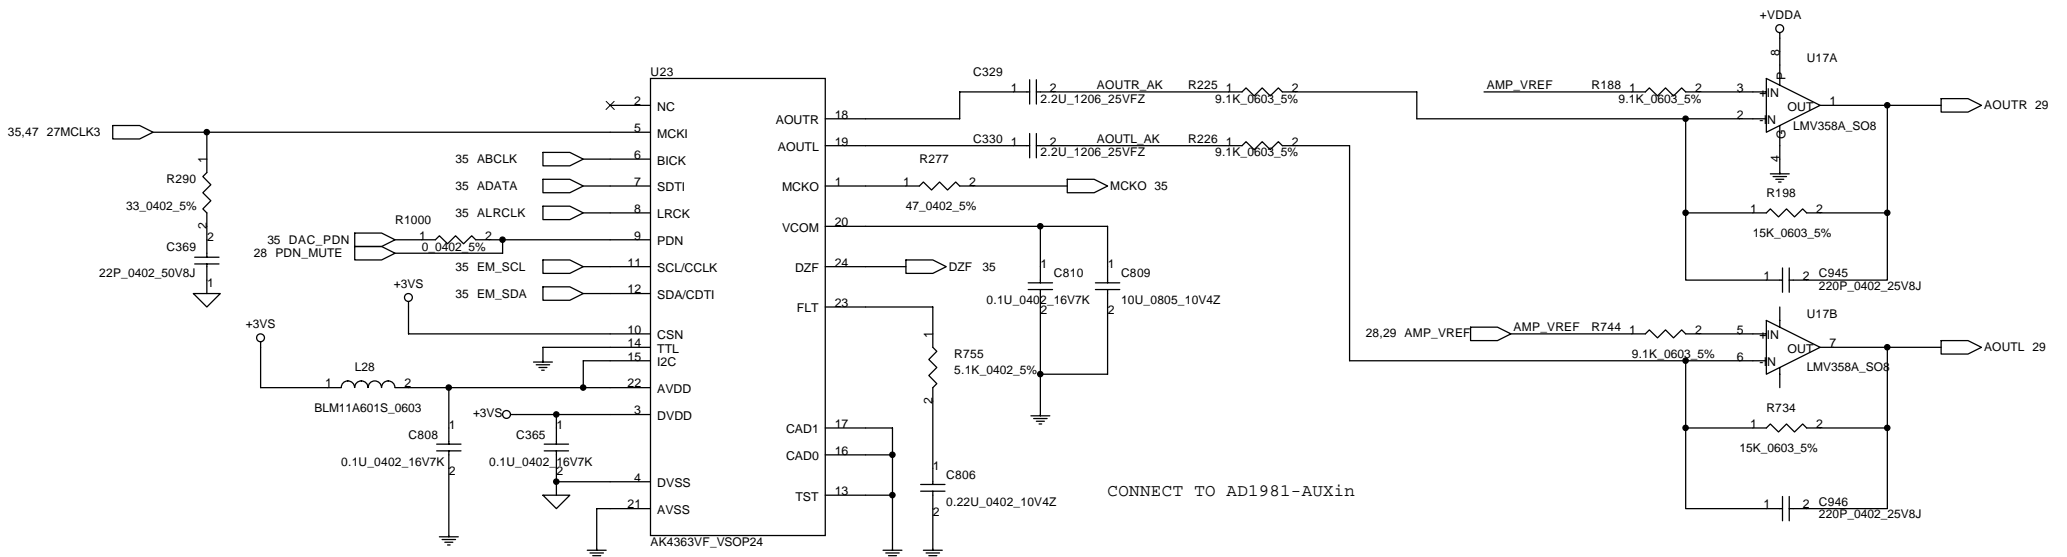 +VDDA
8
P
U17A
U23
C329
1
2
AOUTR_AK
2.2U_1206_25VFZ
R225
1
2
9.1K_0603_5%
AMP_VREF
R188
1
2
9.1K_0603_5%
3
+IN
OUT
1
2
-IN
G
4
LMV358A_SO8
AOUTR 29
2
NC
35,47 27MCLK3
5
MCKI
AOUTR
18
AOUTL
19
C330
1
2
AOUTL_AK
2.2U_1206_25VFZ
R226
1
2
9.1K_0603_5%
35 ABCLK
6
BICK
R277
1
R290
33_0402_5%
2
35 ADATA
7
SDTI
MCKO
1
1
2
47_0402_5%
MCKO 35
35 ALRCLK
8
LRCK
R198
1
2
15K_0603_5%
R1000
1
2
0_0402_5%
35 DAC_PDN
28 PDN_MUTE
9
PDN
VCOM
20
2
C369
22P_0402_50V8J
1
35 EM_SCL
11
SCL/CCLK
DZF
24
DZF 35
1
C810
0.1U_0402_16V7K
2
1
C809
10U_0805_10V4Z
2
1
2
C945
220P_0402_25V8J
+3VS
35 EM_SDA
12
SDA/CDTI
FLT
23
U17B
+3VS
10
CSN
14
TTL
15
I2C
1
R755
5.1K_0402_5%
2
28,29 AMP_VREF
AMP_VREF
R744
1
2
9.1K_0603_5%
5
+IN
OUT
7
6
-IN
LMV358A_SO8
AOUTL 29
L28
1
2
BLM11A601S_0603
22
AVDD
+3VS
3
DVDD
R734
1
2
15K_0603_5%
1
C808
0.1U_0402_16V7K
2
1
C365
0.1U_0402_16V7K
2
CAD1
17
CAD0
16
4
DVSS
TST
13
1
C806
0.22U_0402_10V4Z
2
CONNECT TO AD1981-AUXin
1
2
C946
220P_0402_25V8J
21
AVSS
AK4363VF_VSOP24